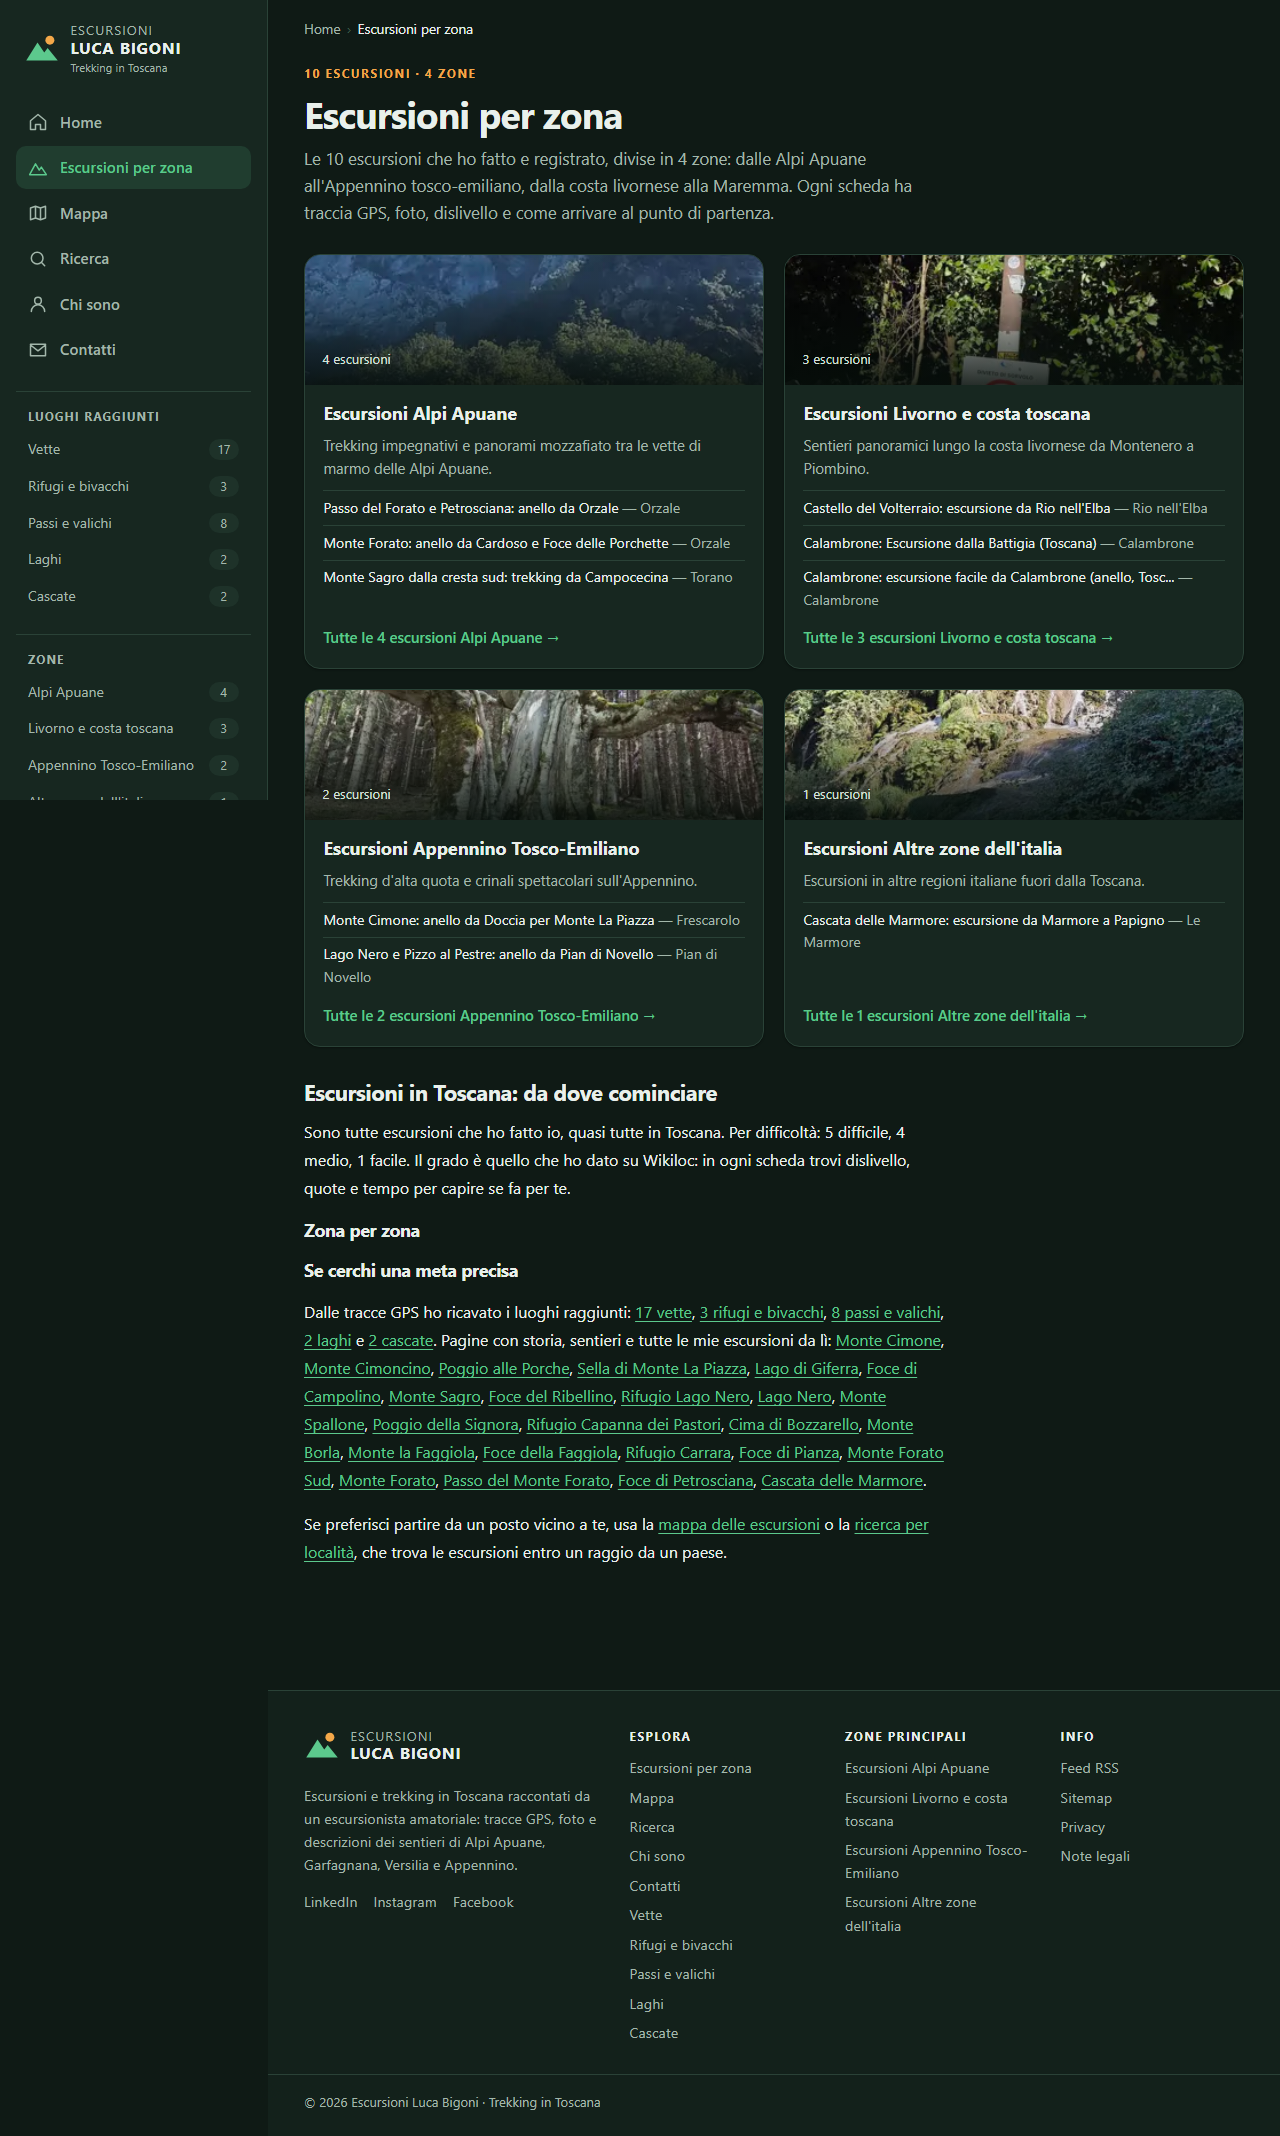 ESCURSIONI
LUCA BIGONI
Trekking in Toscana
Home
Escursioni per zona
Mappa
Ricerca
Chi sono
Contatti
LUOGHI RAGGIUNTI
Vette 17
Rifugi e bivacchi 3
Passi e valichi 8
Laghi 2
Cascate 2
ZONE
Alpi Apuane 4
Livorno e costa toscana 3
Appennino Tosco-Emiliano 2
Home › Escursioni per zona
10 ESCURSIONI · 4 ZONE
Escursioni per zona
Le 10 escursioni che ho fatto e registrato, divise in 4 zone: dalle Alpi Apuane
all'Appennino tosco-emiliano, dalla costa livornese alla Maremma. Ogni scheda ha
traccia GPS, foto, dislivello e come arrivare al punto di partenza.
4 escursioni
Escursioni Alpi Apuane
Trekking impegnativi e panorami mozzafiato tra le vette di
marmo delle Alpi Apuane.
Passo del Forato e Petrosciana: anello da Orzale — Orzale
Monte Forato: anello da Cardoso e Foce delle Porchette — Orzale
Monte Sagro dalla cresta sud: trekking da Campocecina — Torano
Tutte le 4 escursioni Alpi Apuane →
3 escursioni
Escursioni Livorno e costa toscana
Sentieri panoramici lungo la costa livornese da Montenero a
Piombino.
Castello del Volterraio: escursione da Rio nell'Elba — Rio nell'Elba
Calambrone: Escursione dalla Battigia (Toscana) — Calambrone
Calambrone: escursione facile da Calambrone (anello, Tosc... —
Calambrone
Tutte le 3 escursioni Livorno e costa toscana →
2 escursioni
Escursioni Appennino Tosco-Emiliano
Trekking d'alta quota e crinali spettacolari sull'Appennino.
Monte Cimone: anello da Doccia per Monte La Piazza — Frescarolo
Lago Nero e Pizzo al Pestre: anello da Pian di Novello — Pian di
Novello
Tutte le 2 escursioni Appennino Tosco-Emiliano →
1 escursioni
Escursioni Altre zone dell'italia
Escursioni in altre regioni italiane fuori dalla Toscana.
Cascata delle Marmore: escursione da Marmore a Papigno — Le
Marmore
Tutte le 1 escursioni Altre zone dell'italia →
Escursioni in Toscana: da dove cominciare
Sono tutte escursioni che ho fatto io, quasi tutte in Toscana. Per difficoltà: 5 difficile, 4
medio, 1 facile. Il grado è quello che ho dato su Wikiloc: in ogni scheda trovi dislivello,
quote e tempo per capire se fa per te.
Zona per zona
Se cerchi una meta precisa
Dalle tracce GPS ho ricavato i luoghi raggiunti: 17 vette, 3 rifugi e bivacchi, 8 passi e valichi,
2 laghi e 2 cascate. Pagine con storia, sentieri e tutte le mie escursioni da lì: Monte Cimone,
Monte Cimoncino, Poggio alle Porche, Sella di Monte La Piazza, Lago di Giferra, Foce di
Campolino, Monte Sagro, Foce del Ribellino, Rifugio Lago Nero, Lago Nero, Monte
Spallone, Poggio della Signora, Rifugio Capanna dei Pastori, Cima di Bozzarello, Monte
Borla, Monte la Faggiola, Foce della Faggiola, Rifugio Carrara, Foce di Pianza, Monte Forato
Sud, Monte Forato, Passo del Monte Forato, Foce di Petrosciana, Cascata delle Marmore.
Se preferisci partire da un posto vicino a te, usa la mappa delle escursioni o la ricerca per
località, che trova le escursioni entro un raggio da un paese.
ESCURSIONI
LUCA BIGONI
Escursioni e trekking in Toscana raccontati da
un escursionista amatoriale: tracce GPS, foto e
descrizioni dei sentieri di Alpi Apuane,
Garfagnana, Versilia e Appennino.
LinkedIn Instagram Facebook
ESPLORA
Escursioni per zona
Mappa
Ricerca
Chi sono
Contatti
Vette
Rifugi e bivacchi
Passi e valichi
Laghi
Cascate
ZONE PRINCIPALI
Escursioni Alpi Apuane
Escursioni Livorno e costa
toscana
Escursioni Appennino Tosco-
Emiliano
Escursioni Altre zone
dell'italia
INFO
Feed RSS
Sitemap
Privacy
Note legali
© 2026 Escursioni Luca Bigoni · Trekking in Toscana